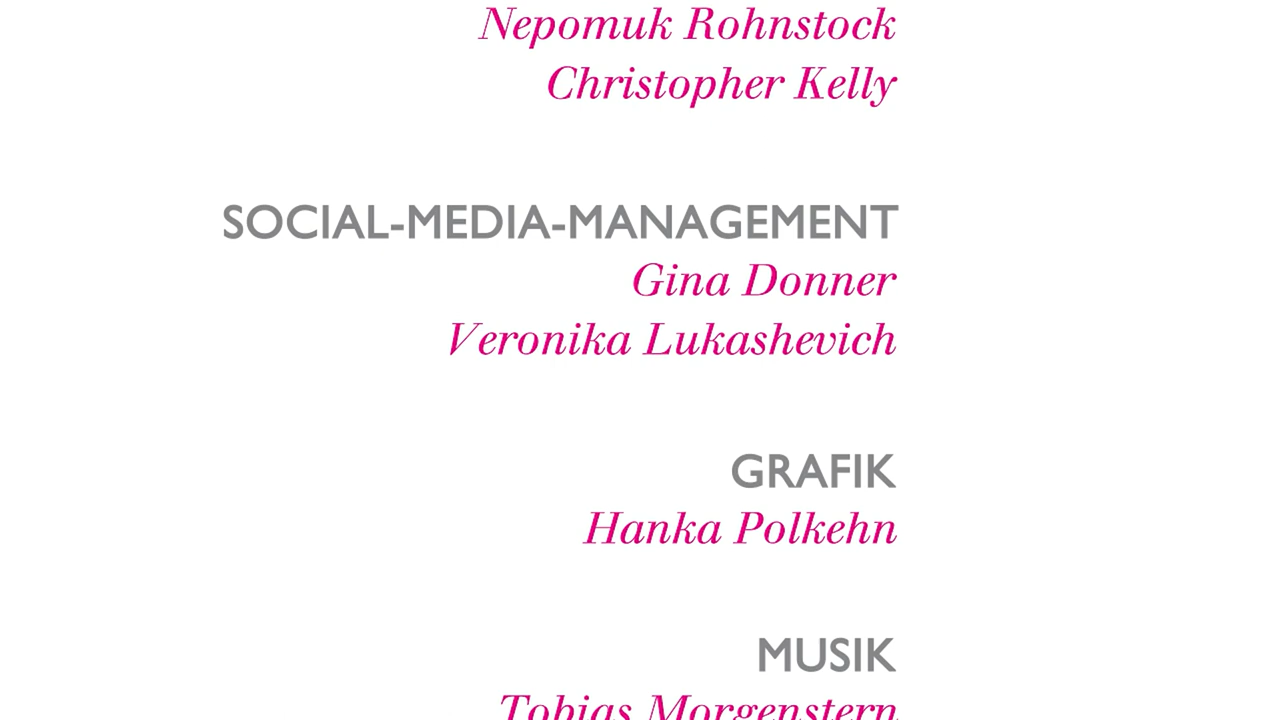 Nepomuk Rohnstock
Christopher Kelly
SOCIAL-MEDIA-MANAGEMENT
Gina Donner
Veronika Lukashevich
GRAFIK
Hanka Polkehn
MUSIK
Tobias Morgenstern